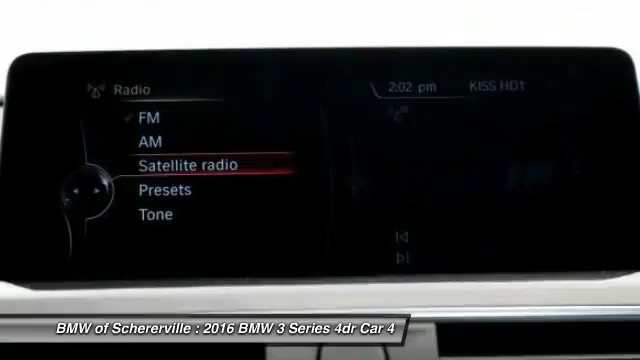 Radio
2:02 pm
KISS HD1
FM
AM
Satellite radio
Presets
Tone
BMW of Schererville : 2016 BMW 3 Series 4dr Car 4